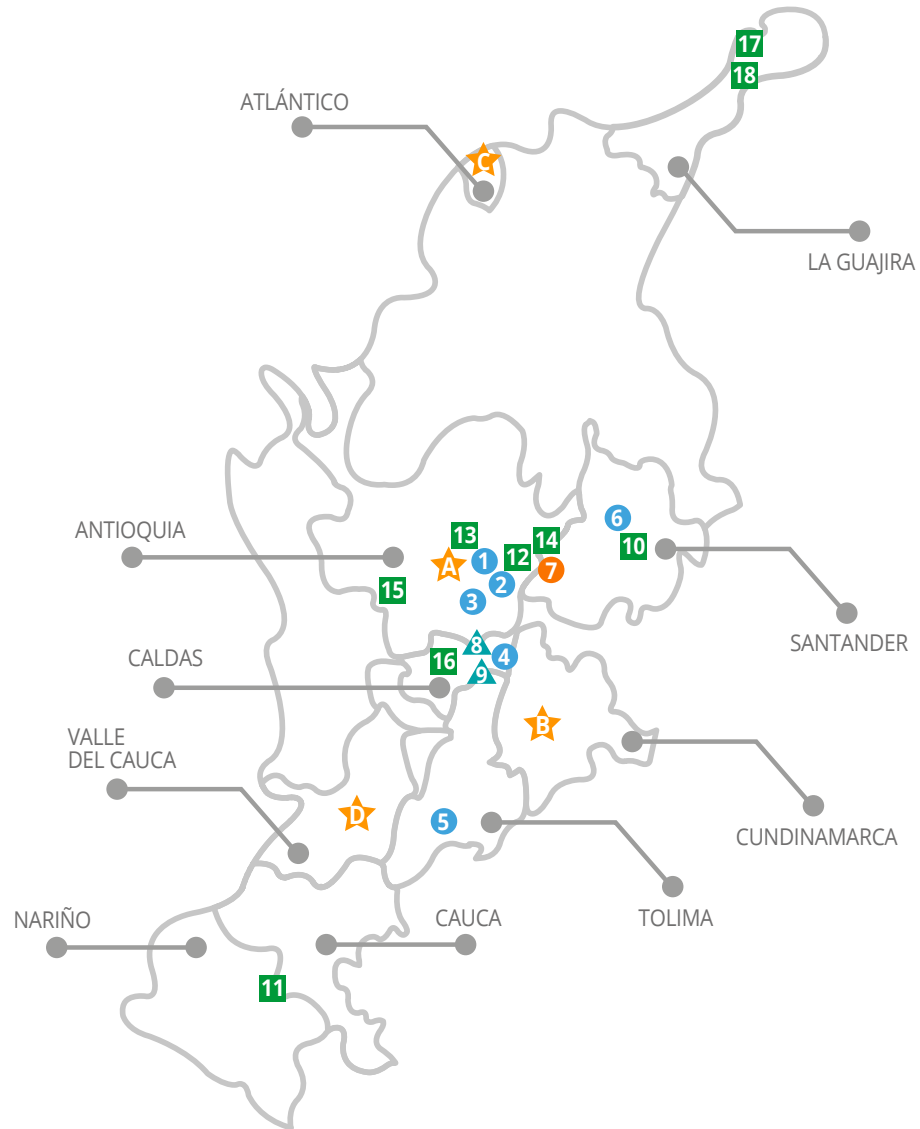 17
18
ATLÁNTICO
C
LA GUAJIRA
6
ANTIOQUIA
13
14
10
A
1
12
7
2
15
3
SANTANDER
8
CALDAS
16
4
9
B
VALLE
DEL CAUCA
D
5
CUNDINAMARCA
NARIÑO
CAUCA
TOLIMA
11